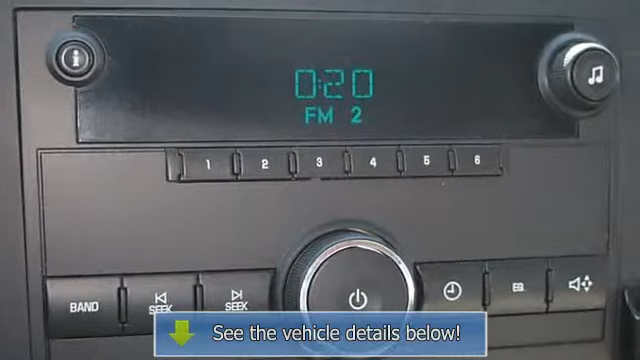 0:20
FM 2
1 2 3 4 5 6
BAND SEEK SEEK EQ
See the vehicle details below!